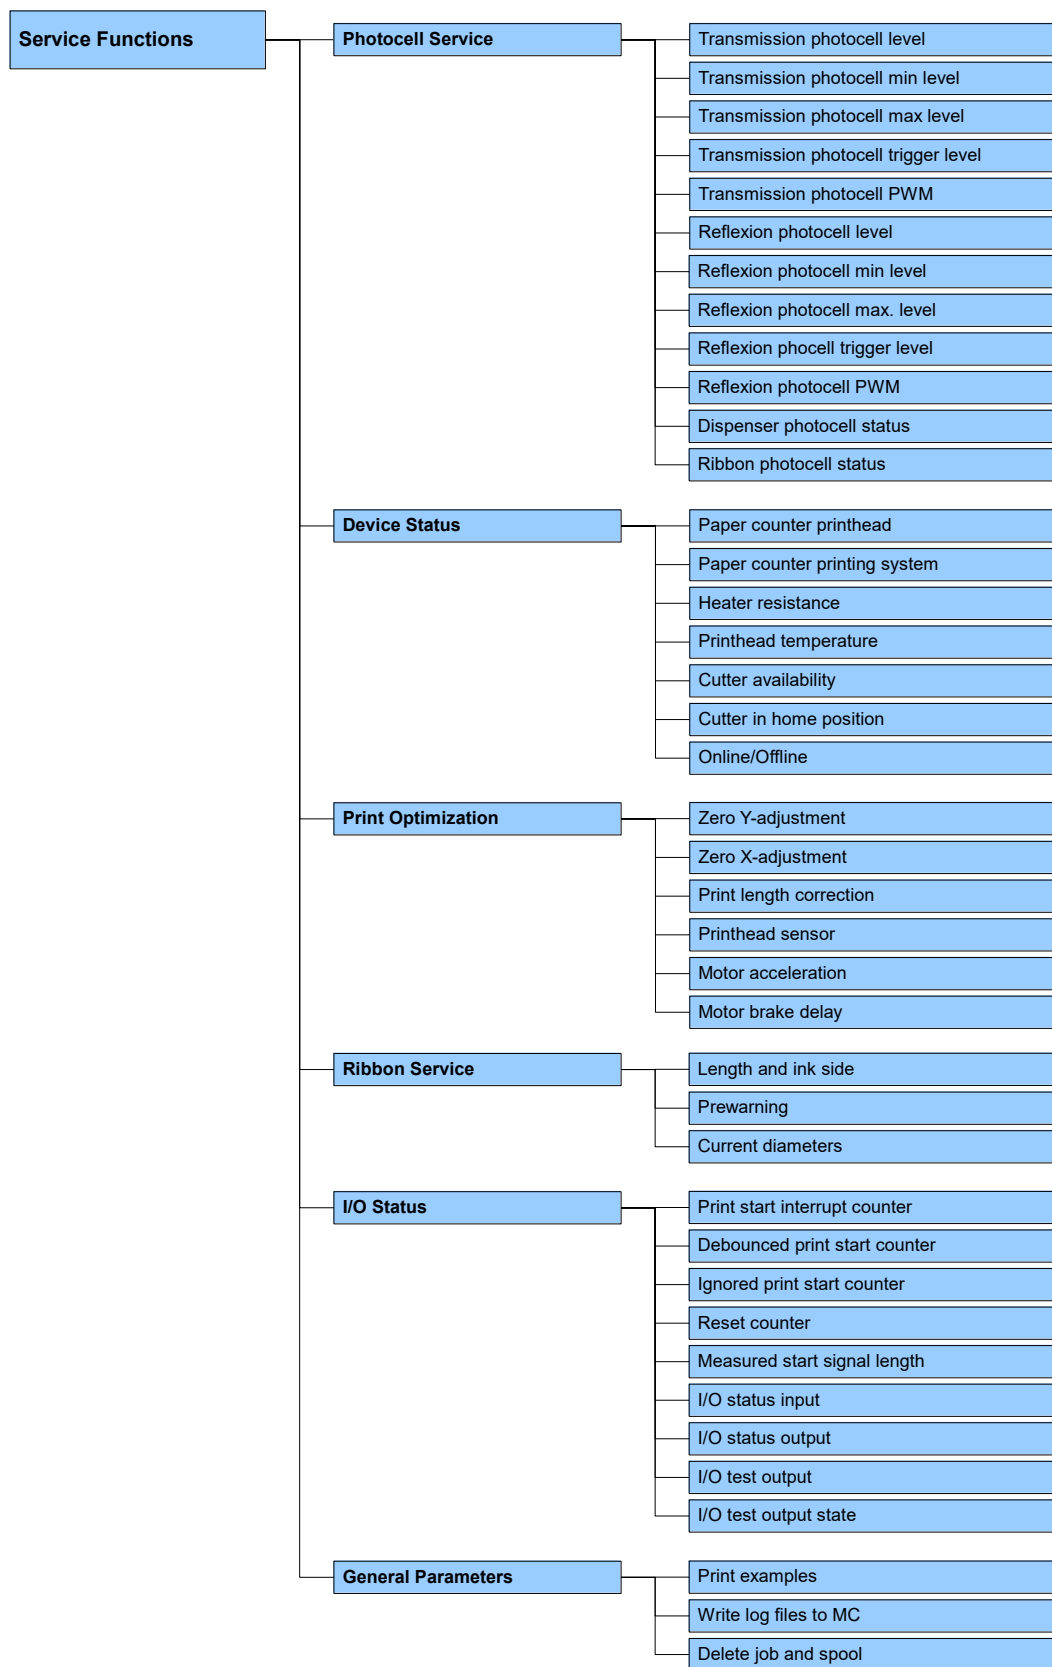 Service Functions
Photocell Service
Transmission photocell level
Transmission photocell min level
Transmission photocell max level
Transmission photocell trigger level
Transmission photocell PWM
Reflexion photocell level
Reflexion photocell min level
Reflexion photocell max. level
Reflexion phocell trigger level
Reflexion photocell PWM
Dispenser photocell status
Ribbon photocell status
Device Status
Paper counter printhead
Paper counter printing system
Heater resistance
Printhead temperature
Cutter availability
Cutter in home position
Online/Offline
Print Optimization
Zero Y-adjustment
Zero X-adjustment
Print length correction
Printhead sensor
Motor acceleration
Motor brake delay
Ribbon Service
Length and ink side
Prewarning
Current diameters
I/O Status
Print start interrupt counter
Debounced print start counter
Ignored print start counter
Reset counter
Measured start signal length
I/O status input
I/O status output
I/O test output
I/O test output state
General Parameters
Print examples
Write log files to MC
Delete job and spool